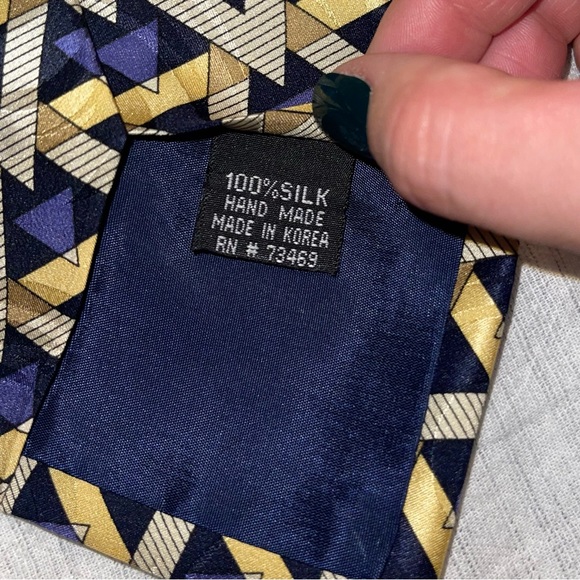 100%SILK
HAND MADE
MADE IN KOREA
RN # 73469